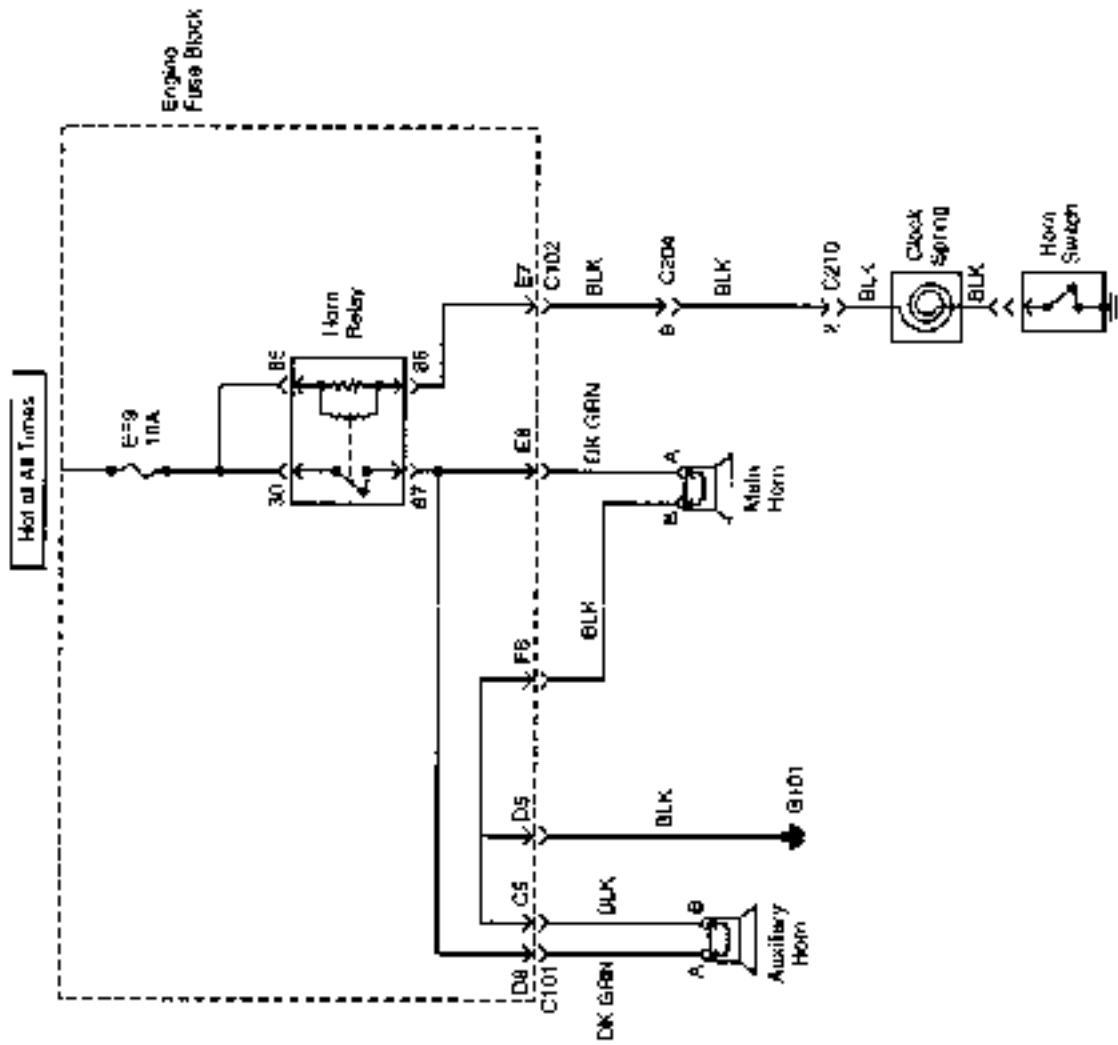 Hot at All Times
Engine
Fuse Block
EF9
10A
30
85
Horn
Relay
87
86
D8
C5
D5
F6
E8
E7
C101
C102
DK GRN
BLK
BLK
BLK
DK GRN
BLK
C204
BLK
C210
BLK
Clock
Spring
BLK
Horn
Switch
A
B
Auxiliary
Horn
G101
B
A
Main
Horn